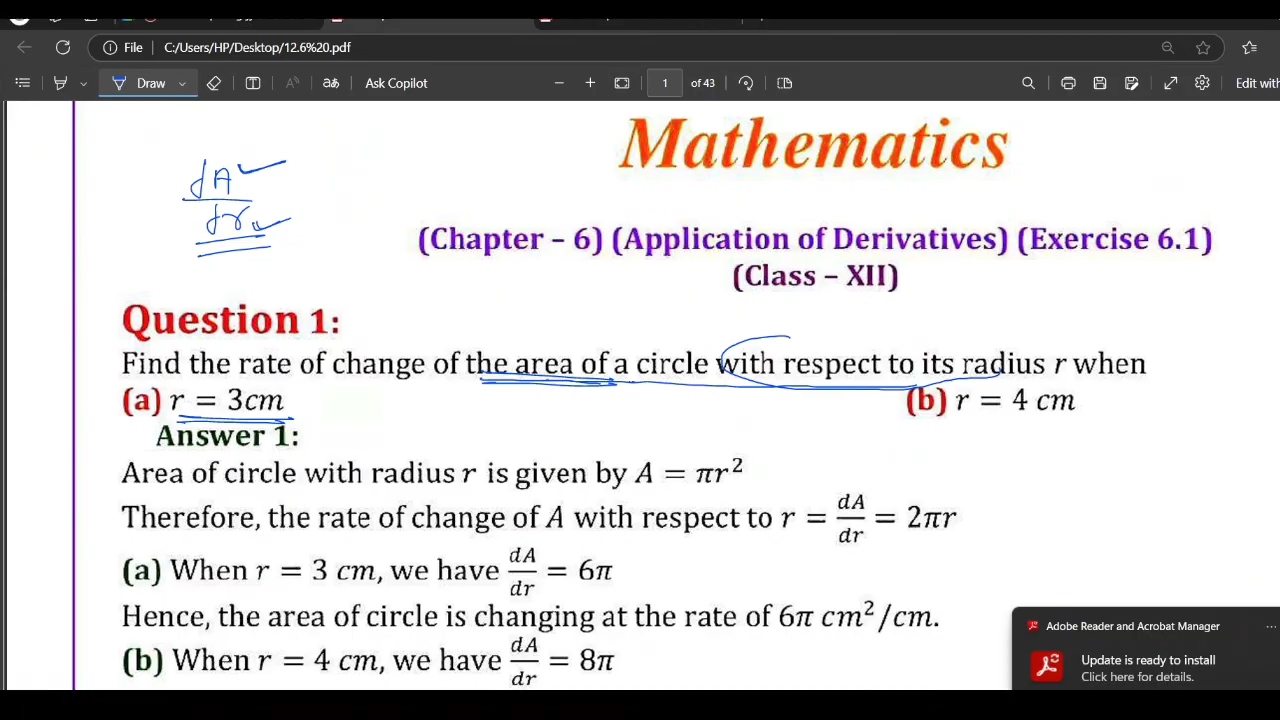 File C:/Users/HP/Desktop/12.6%20.pdf
Draw aあ Ask Copilot 1 of 43 Edit with
Mathematics
dA
dr
(Chapter – 6) (Application of Derivatives) (Exercise 6.1)
(Class – XII)
Question 1:
Find the rate of change of the area of a circle with respect to its radius r when
(a) r = 3cm (b) r = 4 cm
Answer 1:
Area of circle with radius r is given by A = πr²
Therefore, the rate of change of A with respect to r = dA/dr = 2πr
(a) When r = 3 cm, we have dA/dr = 6π
Hence, the area of circle is changing at the rate of 6π cm²/cm.
(b) When r = 4 cm, we have dA/dr = 8π
Adobe Reader and Acrobat Manager ...
Update is ready to install
Click here for details.